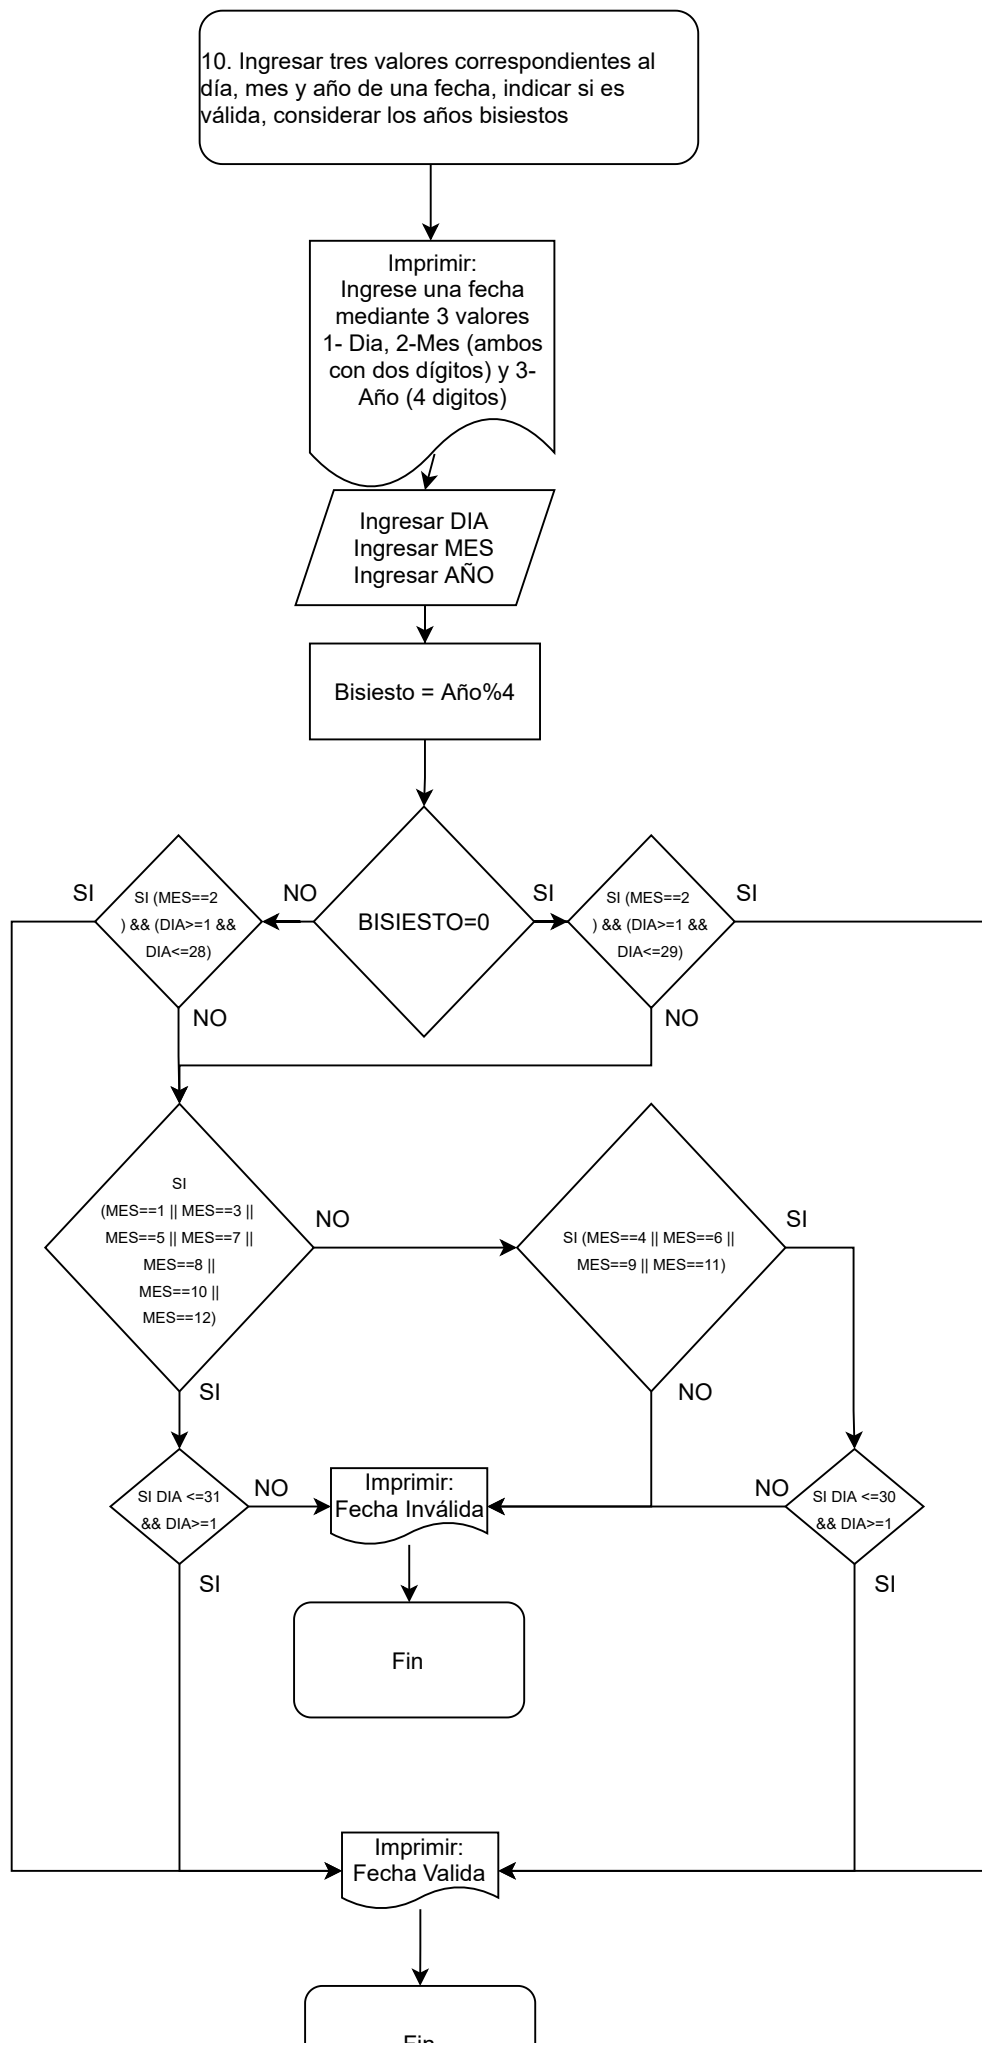 10. Ingresar tres valores correspondientes al
día, mes y año de una fecha, indicar si es
válida, considerar los años bisiestos
Imprimir:
Ingrese una fecha
mediante 3 valores
1- Dia, 2-Mes (ambos
con dos dígitos) y 3-
Año (4 digitos)
Ingresar DIA
Ingresar MES
Ingresar AÑO
Bisiesto = Año%4
SI
SI (MES==2
) && (DIA>=1 &&
DIA<=28)
NO
NO
BISIESTO=0
SI
SI (MES==2
) && (DIA>=1 &&
DIA<=29)
SI
NO
SI
(MES==1 || MES==3 ||
MES==5 || MES==7 ||
MES==8 ||
MES==10 ||
MES==12)
NO
SI
SI (MES==4 || MES==6 ||
MES==9 || MES==11)
SI
NO
SI DIA <=31
&& DIA>=1
NO
SI
Imprimir:
Fecha Inválida
NO
SI DIA <=30
&& DIA>=1
SI
Fin
Imprimir:
Fecha Valida
Fin